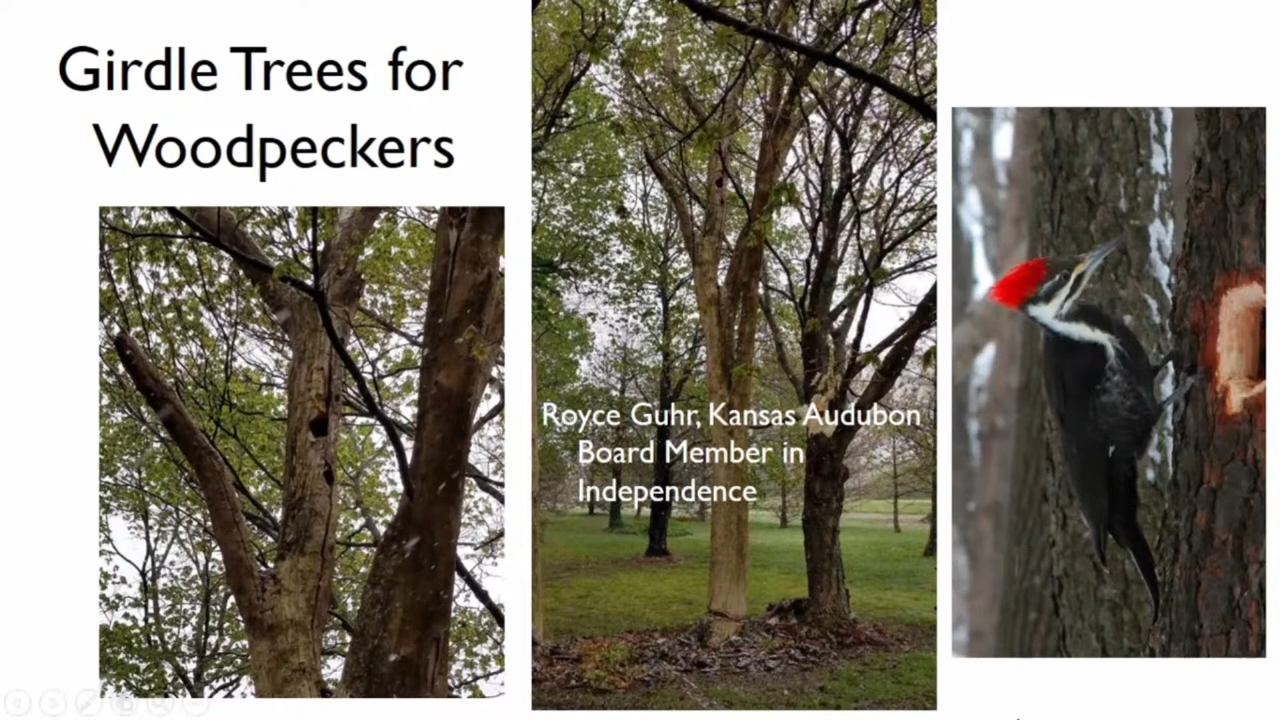 Girdle Trees for
Woodpeckers
Royce Guhr, Kansas Audubon
Board Member in
Independence